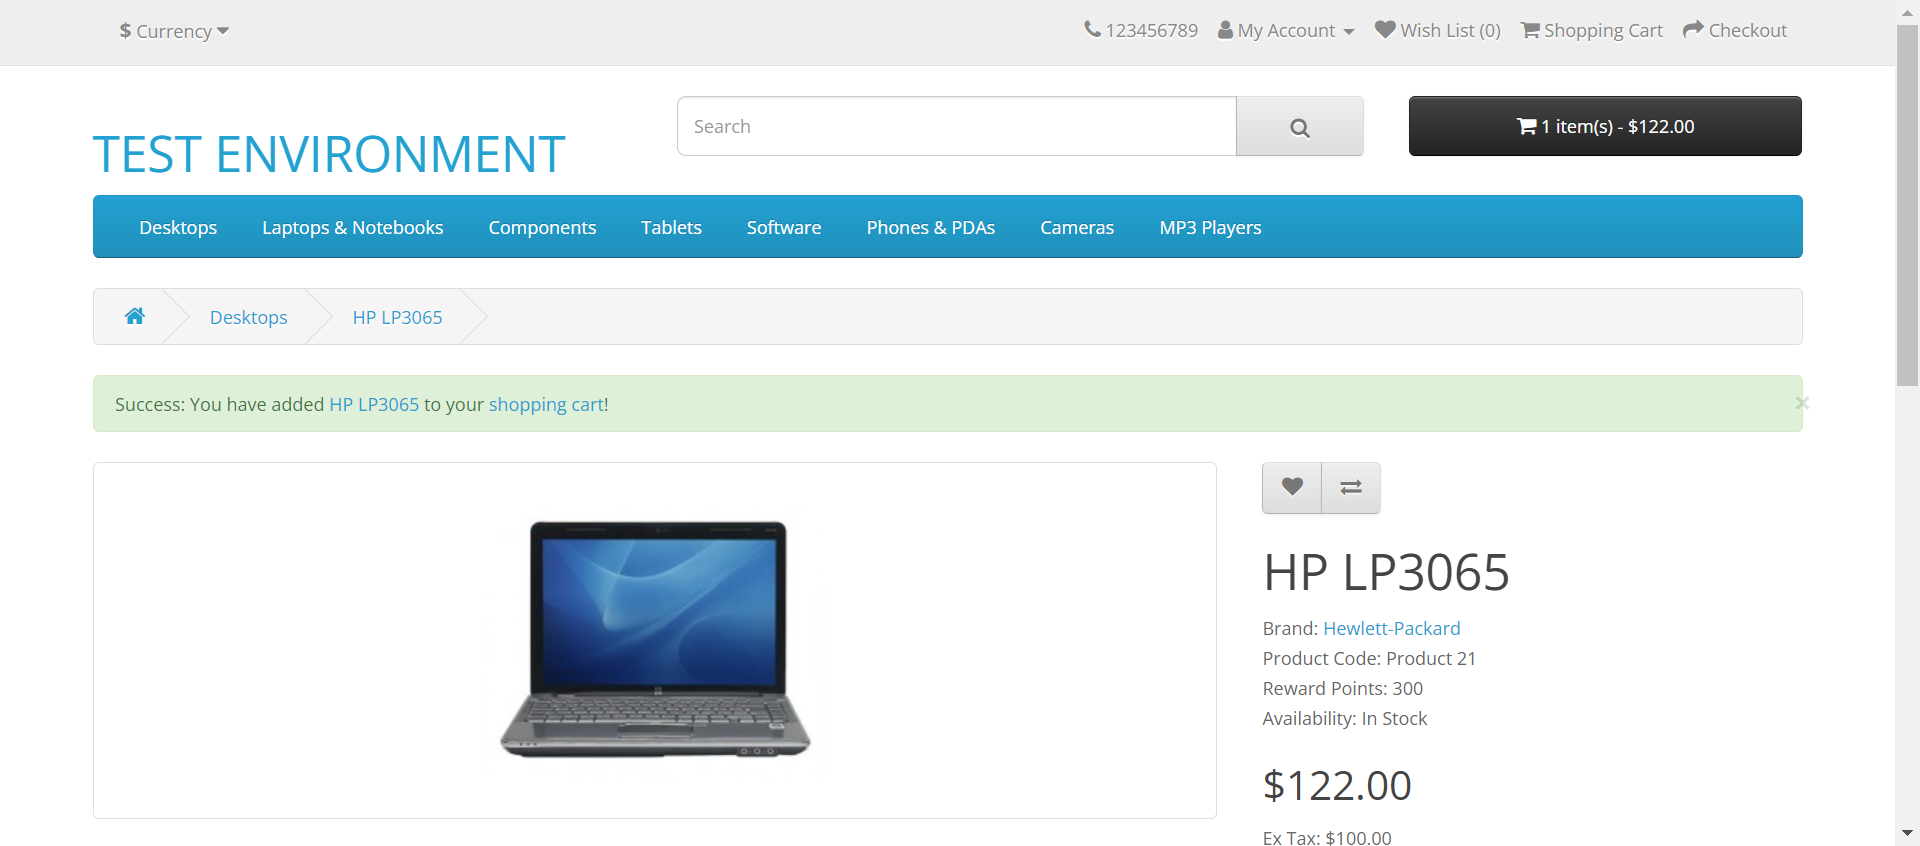 $ Currency
123456789 My Account Wish List (0) Shopping Cart Checkout
TEST ENVIRONMENT
Search
1 item(s) - $122.00
Desktops Laptops & Notebooks Components Tablets Software Phones & PDAs Cameras MP3 Players
Desktops HP LP3065
Success: You have added HP LP3065 to your shopping cart!
×
HP LP3065
Brand: Hewlett-Packard
Product Code: Product 21
Reward Points: 300
Availability: In Stock
$122.00
Ex Tax: $100.00